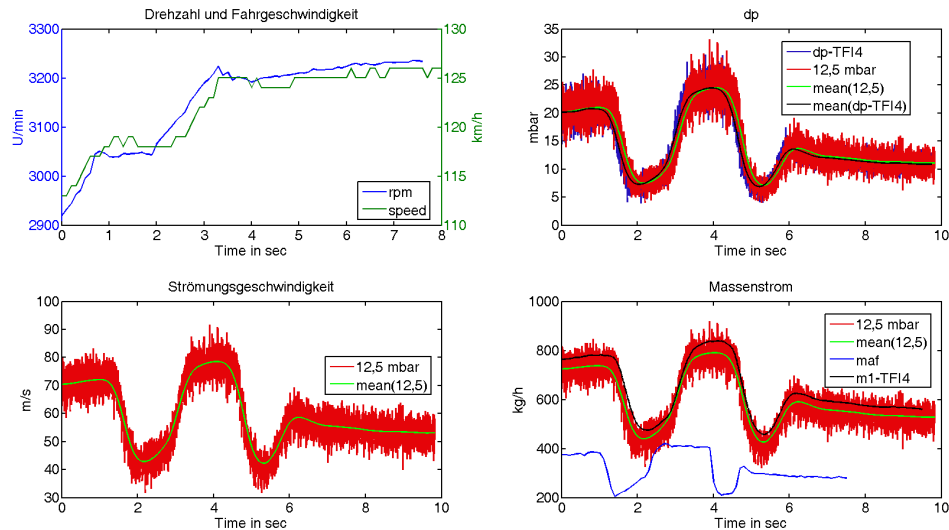 Drehzahl und Fahrgeschwindigkeit
3300
3200
3100
3000
2900
U/min
130
125
120
115
110
km/h
rpm
speed
0 1 2 3 4 5 6 7 8
Time in sec
dp
35
30
25
20
15
10
5
0
mbar
dp-TFI4
12,5 mbar
mean(12,5)
mean(dp-TFI4)
0 2 4 6 8 10
Time in sec
Strömungsgeschwindigkeit
100
90
80
70
60
50
40
30
m/s
12,5 mbar
mean(12,5)
0 2 4 6 8 10
Time in sec
Massenstrom
1000
800
600
400
200
kg/h
12,5 mbar
mean(12,5)
maf
m1-TFI4
0 2 4 6 8 10
Time in sec